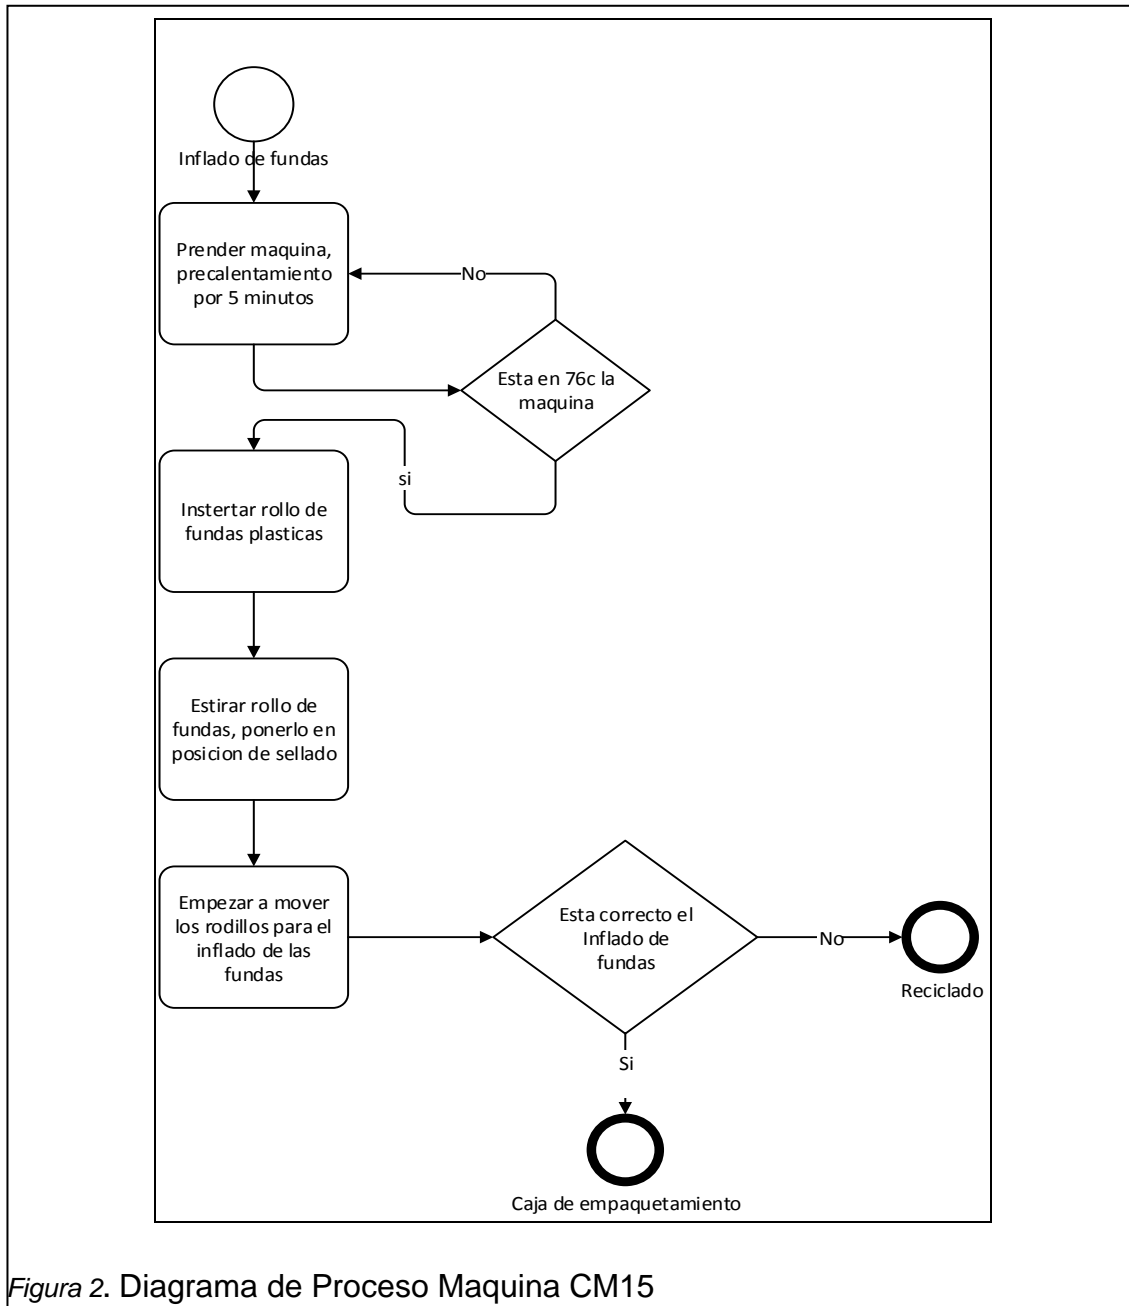 Inflado de fundas
Prender maquina,
precalentamiento
por 5 minutos
No
Esta en 76c la
maquina
si
Instertar rollo de
fundas plasticas
Estirar rollo de
fundas, ponerlo en
posicion de sellado
Empezar a mover
los rodillos para el
inflado de las
fundas
Esta correcto el
Inflado de
fundas
No
Reciclado
Si
Caja de empaquetamiento
Figura 2. Diagrama de Proceso Maquina CM15